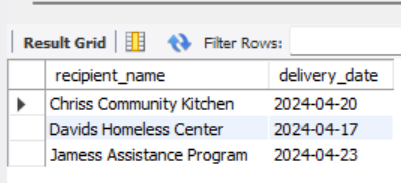 Result Grid Filter Rows:
recipient_name delivery_date
Chriss Community Kitchen 2024-04-20
Davids Homeless Center 2024-04-17
Jamess Assistance Program 2024-04-23